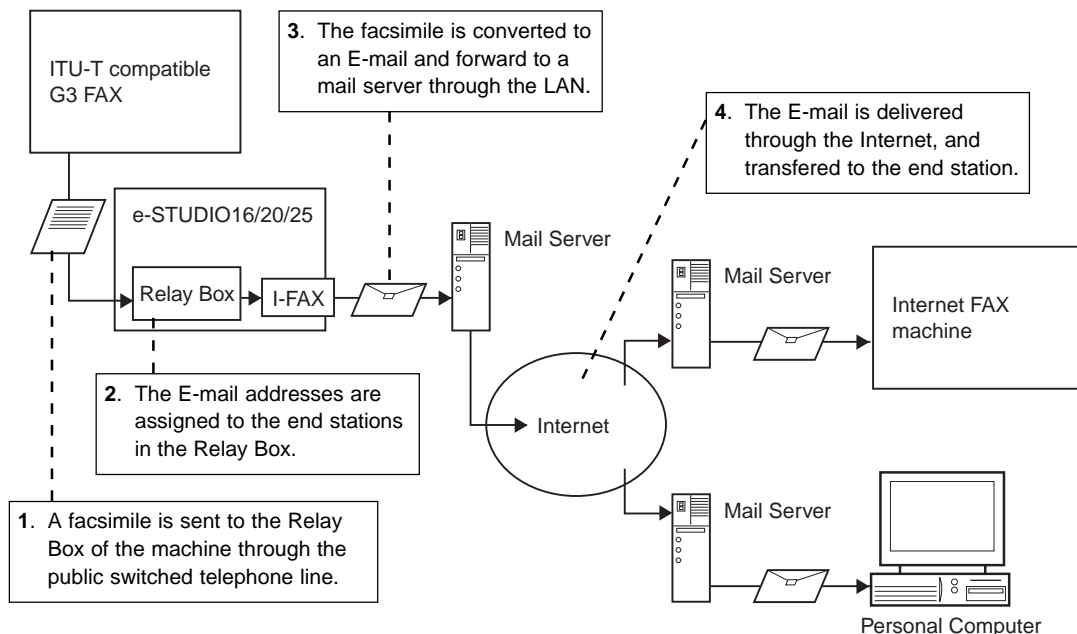 ITU-T compatible
G3 FAX
3. The facsimile is converted to
an E-mail and forward to a
mail server through the LAN.
4. The E-mail is delivered
through the Internet, and
transfered to the end station.
e-STUDIO16/20/25
Relay Box
I-FAX
Mail Server
Mail Server
Internet FAX
machine
2. The E-mail addresses are
assigned to the end stations
in the Relay Box.
Internet
1. A facsimile is sent to the Relay
Box of the machine through the
public switched telephone line.
Mail Server
Personal Computer